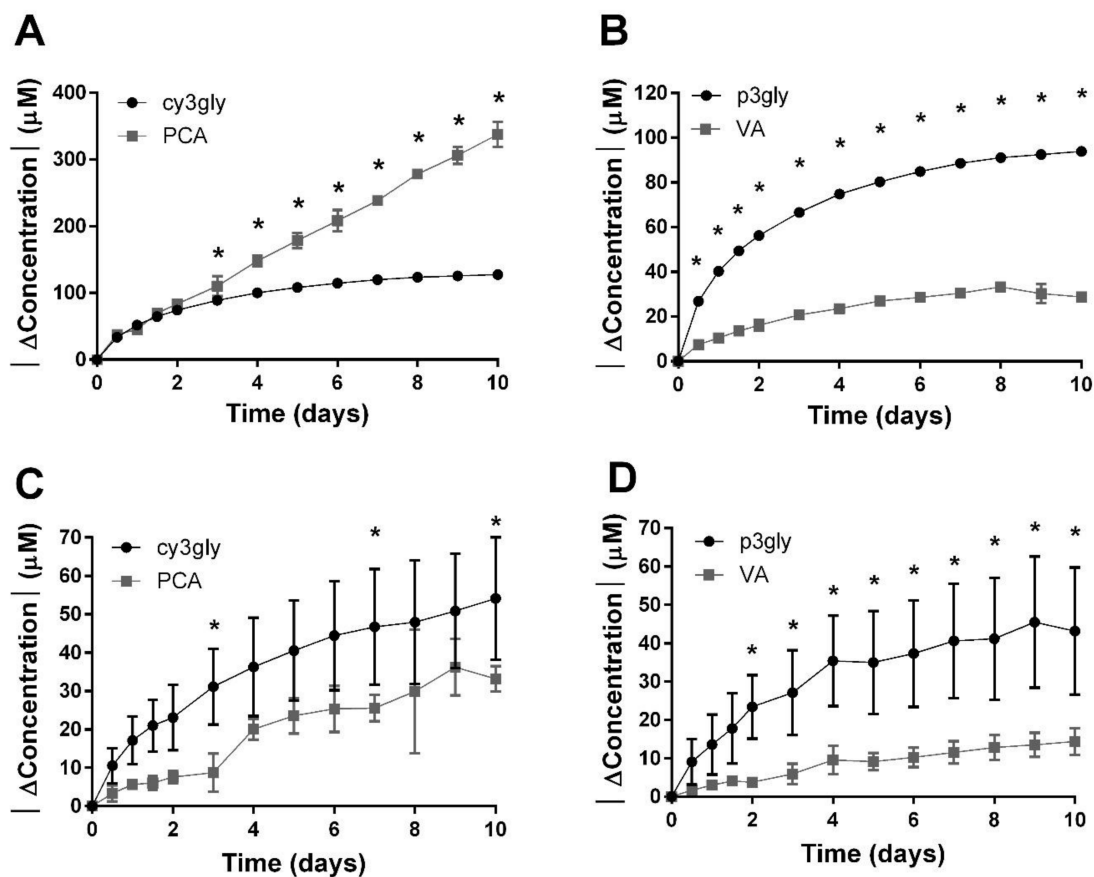 A
cy3gly
PCA
| ΔConcentration | (μM)
400
300
200
100
0
* * * * * * * *
0 2 4 6 8 10
Time (days)
B
p3gly
VA
| ΔConcentration | (μM)
120
100
80
60
40
20
0
* * * * * * * * * * * *
0 2 4 6 8 10
Time (days)
C
cy3gly
PCA
| ΔConcentration | (μM)
70
60
50
40
30
20
10
0
* * *
0 2 4 6 8 10
Time (days)
D
p3gly
VA
| ΔConcentration | (μM)
70
60
50
40
30
20
10
0
* * * * * * * * *
0 2 4 6 8 10
Time (days)